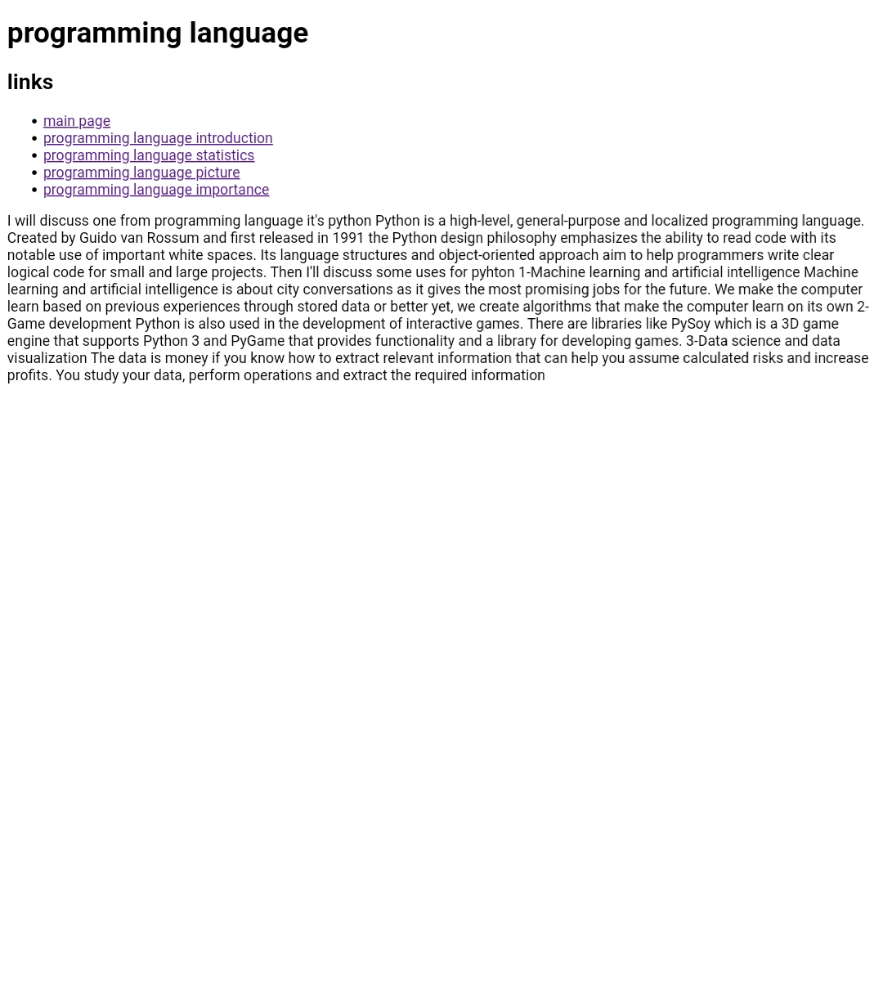 programming language
links
main page
programming language introduction
programming language statistics
programming language picture
programming language importance
I will discuss one from programming language it's python Python is a high-level, general-purpose and localized programming language.
Created by Guido van Rossum and first released in 1991 the Python design philosophy emphasizes the ability to read code with its
notable use of important white spaces. Its language structures and object-oriented approach aim to help programmers write clear
logical code for small and large projects. Then I'll discuss some uses for pyhton 1-Machine learning and artificial intelligence Machine
learning and artificial intelligence is about city conversations as it gives the most promising jobs for the future. We make the computer
learn based on previous experiences through stored data or better yet, we create algorithms that make the computer learn on its own 2-
Game development Python is also used in the development of interactive games. There are libraries like PySoy which is a 3D game
engine that supports Python 3 and PyGame that provides functionality and a library for developing games. 3-Data science and data
visualization The data is money if you know how to extract relevant information that can help you assume calculated risks and increase
profits. You study your data, perform operations and extract the required information